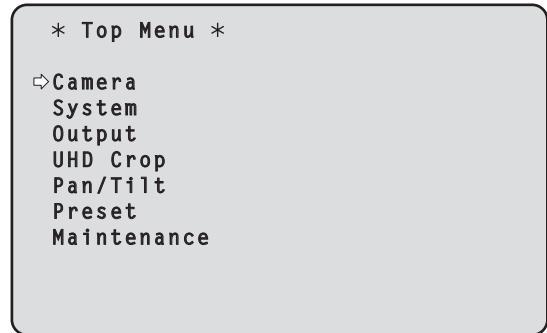 * Top Menu *
⇨Camera
System
Output
UHD Crop
Pan/Tilt
Preset
Maintenance